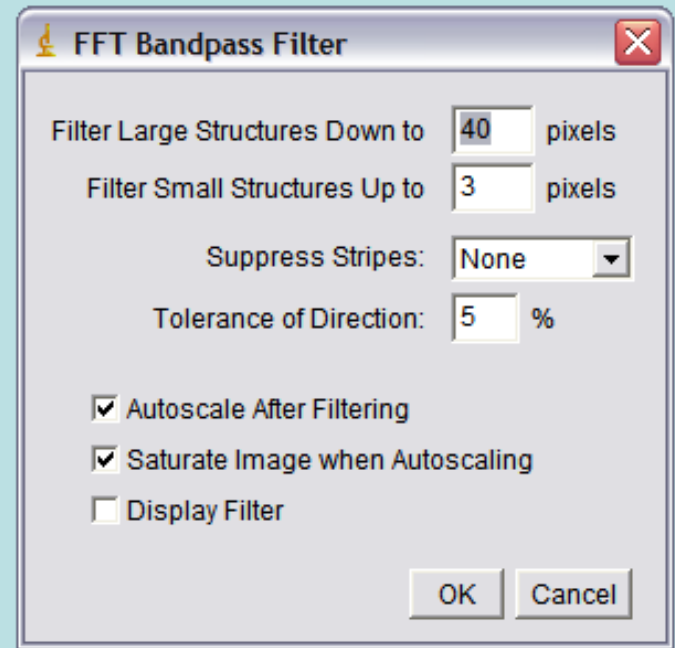 FFT Bandpass Filter
Filter Large Structures Down to 40 pixels
Filter Small Structures Up to 3 pixels
Suppress Stripes: None
Tolerance of Direction: 5 %
Autoscale After Filtering
Saturate Image when Autoscaling
Display Filter
OK Cancel